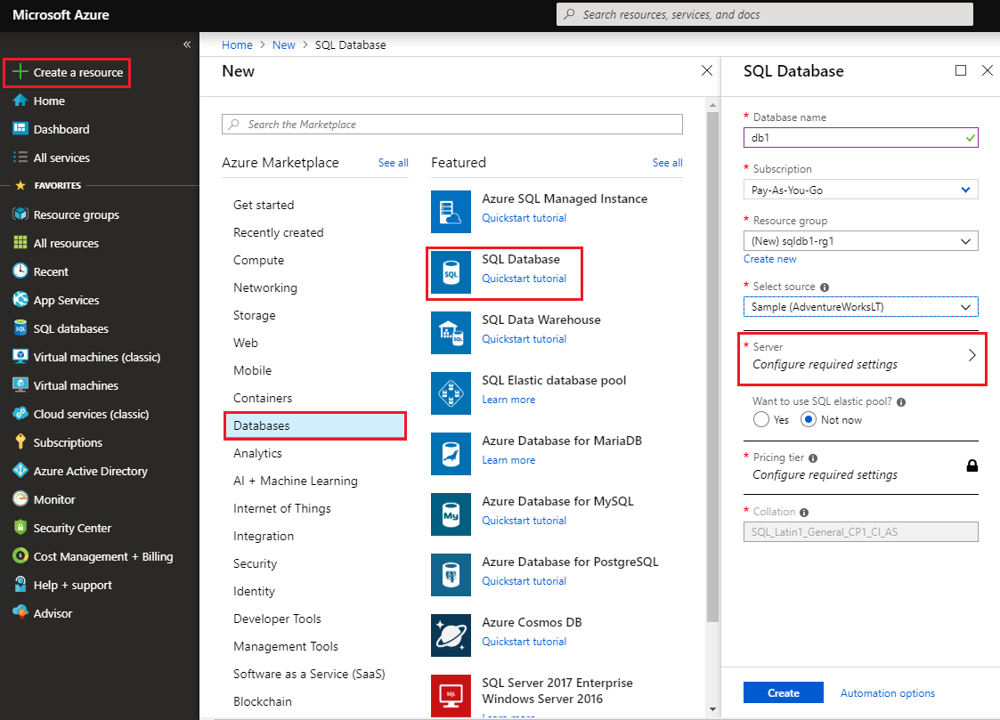 Microsoft Azure
Search resources, services, and docs
«
Create a resource
Home
Dashboard
All services
FAVORITES
Resource groups
All resources
Recent
App Services
SQL databases
Virtual machines (classic)
Virtual machines
Cloud services (classic)
Subscriptions
Azure Active Directory
Monitor
Security Center
Cost Management + Billing
Help + support
Advisor
Home > New > SQL Database
New
Search the Marketplace
Azure Marketplace See all
Get started
Recently created
Compute
Networking
Storage
Web
Mobile
Containers
Databases
Analytics
AI + Machine Learning
Internet of Things
Integration
Security
Identity
Developer Tools
Management Tools
Software as a Service (SaaS)
Blockchain
Featured See all
Azure SQL Managed Instance
Quickstart tutorial
SQL
SQL Database
Quickstart tutorial
SQL
SQL Data Warehouse
Quickstart tutorial
SQL Elastic database pool
Learn more
Azure Database for MariaDB
Learn more
My
Azure Database for MySQL
Quickstart tutorial
Azure Database for PostgreSQL
Quickstart tutorial
Azure Cosmos DB
Quickstart tutorial
SQL
SQL Server 2017 Enterprise
Windows Server 2016
Learn more
SQL Database
* Database name
db1
* Subscription
Pay-As-You-Go
* Resource group
(New) sqldb1-rg1
Create new
* Select source
Sample (AdventureWorksLT)
* Server
Configure required settings
Want to use SQL elastic pool?
Yes Not now
* Pricing tier
Configure required settings
* Collation
SQL_Latin1_General_CP1_CI_AS
Create Automation options